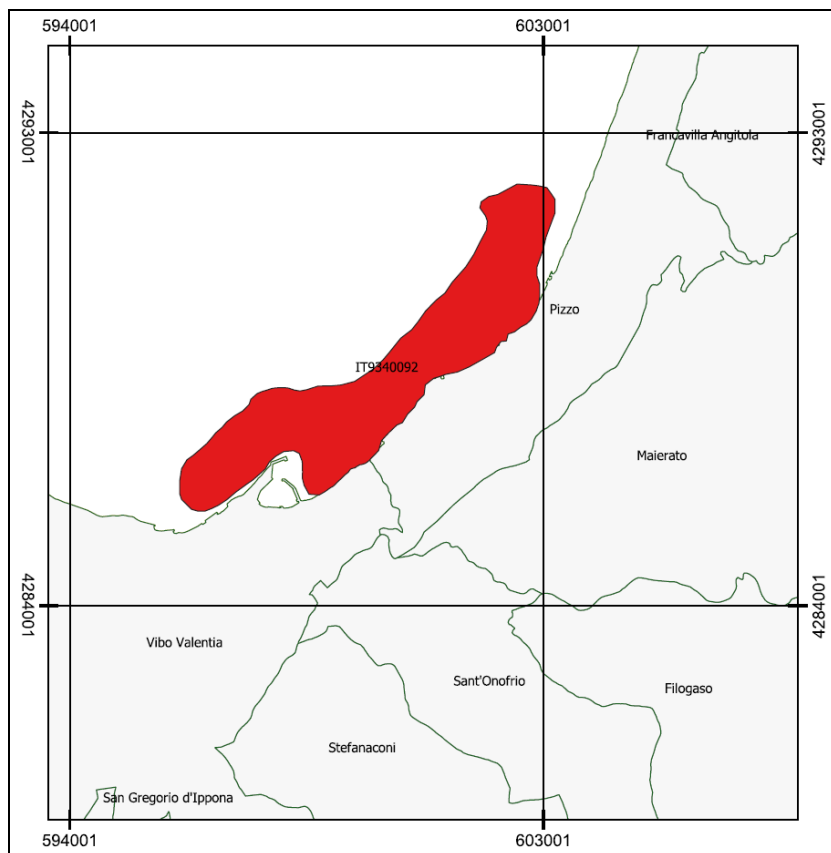 594001
603001
4293001
4293001
Francavilla Angitola
Pizzo
IT9340092
Maierato
4284001
4284001
Vibo Valentia
Sant'Onofrio
Filogaso
Stefanaconi
San Gregorio d'Ippona
594001
603001